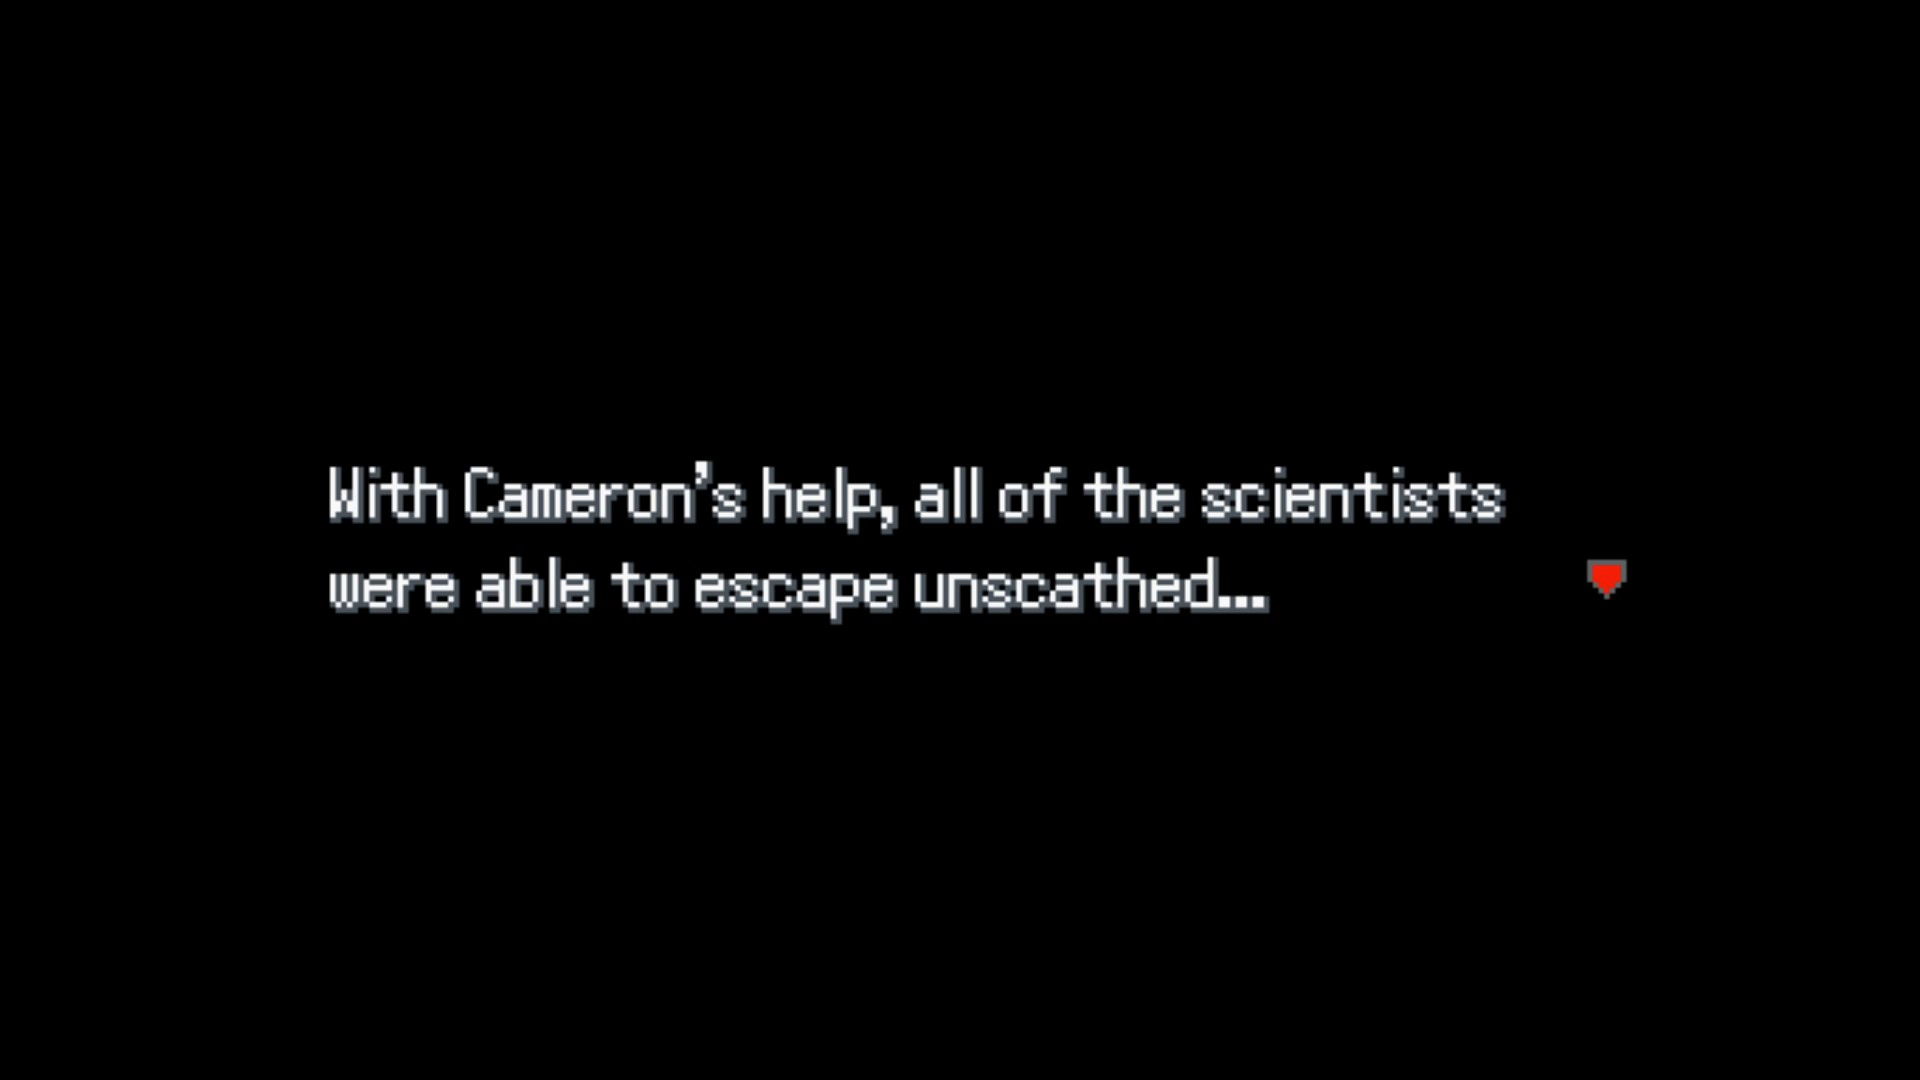 With Cameron's help, all of the scientists
were able to escape unscathed...